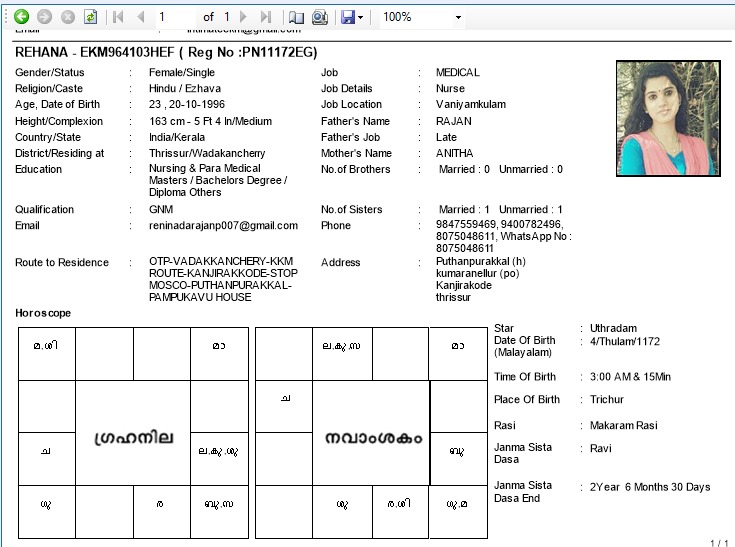 1 of 1 100%
REHANA - EKM964103HEF ( Reg No :PN11172EG)
Gender/Status : Female/Single Job : MEDICAL
Religion/Caste : Hindu / Ezhava Job Details : Nurse
Age, Date of Birth : 23 , 20-10-1996 Job Location : Vaniyamkulam
Height/Complexion : 163 cm - 5 Ft 4 In/Medium Father's Name : RAJAN
Country/State : India/Kerala Father's Job : Late
District/Residing at : Thrissur/Wadakancherry Mother's Name : ANITHA
Education : Nursing & Para Medical No.of Brothers : Married : 0 Unmarried : 0
Masters / Bachelors Degree /
Diploma Others
Qualification : GNM No.of Sisters : Married : 1 Unmarried : 1
Email : reninadarajanp007@gmail.com Phone : 9847559469, 9400782496,
8075048611, WhatsApp No :
8075048611
Route to Residence : OTP-VADAKKANCHERY-KKM Address : Puthanpurakkal (h)
ROUTE-KANJIRAKKODE-STOP kumaranellur (po)
MOSCO-PUTHANPURAKKAL- Kanjirakode
PAMPUKAVU HOUSE thrissur
Horoscope
മ.ശി മാ ല.കു.സ മാ
ച
ഗ്രഹനില നവാംശകം
ച ല.കു.ശു ബു
ഗു ര ബു.സ ശു ര.ശി ഗു.മ
Star : Uthradam
Date Of Birth : 4/Thulam/1172
(Malayalam)
Time Of Birth : 3:00 AM & 15Min
Place Of Birth : Trichur
Rasi : Makaram Rasi
Janma Sista : Ravi
Dasa
Janma Sista : 2Year 6 Months 30 Days
Dasa End
1 / 1